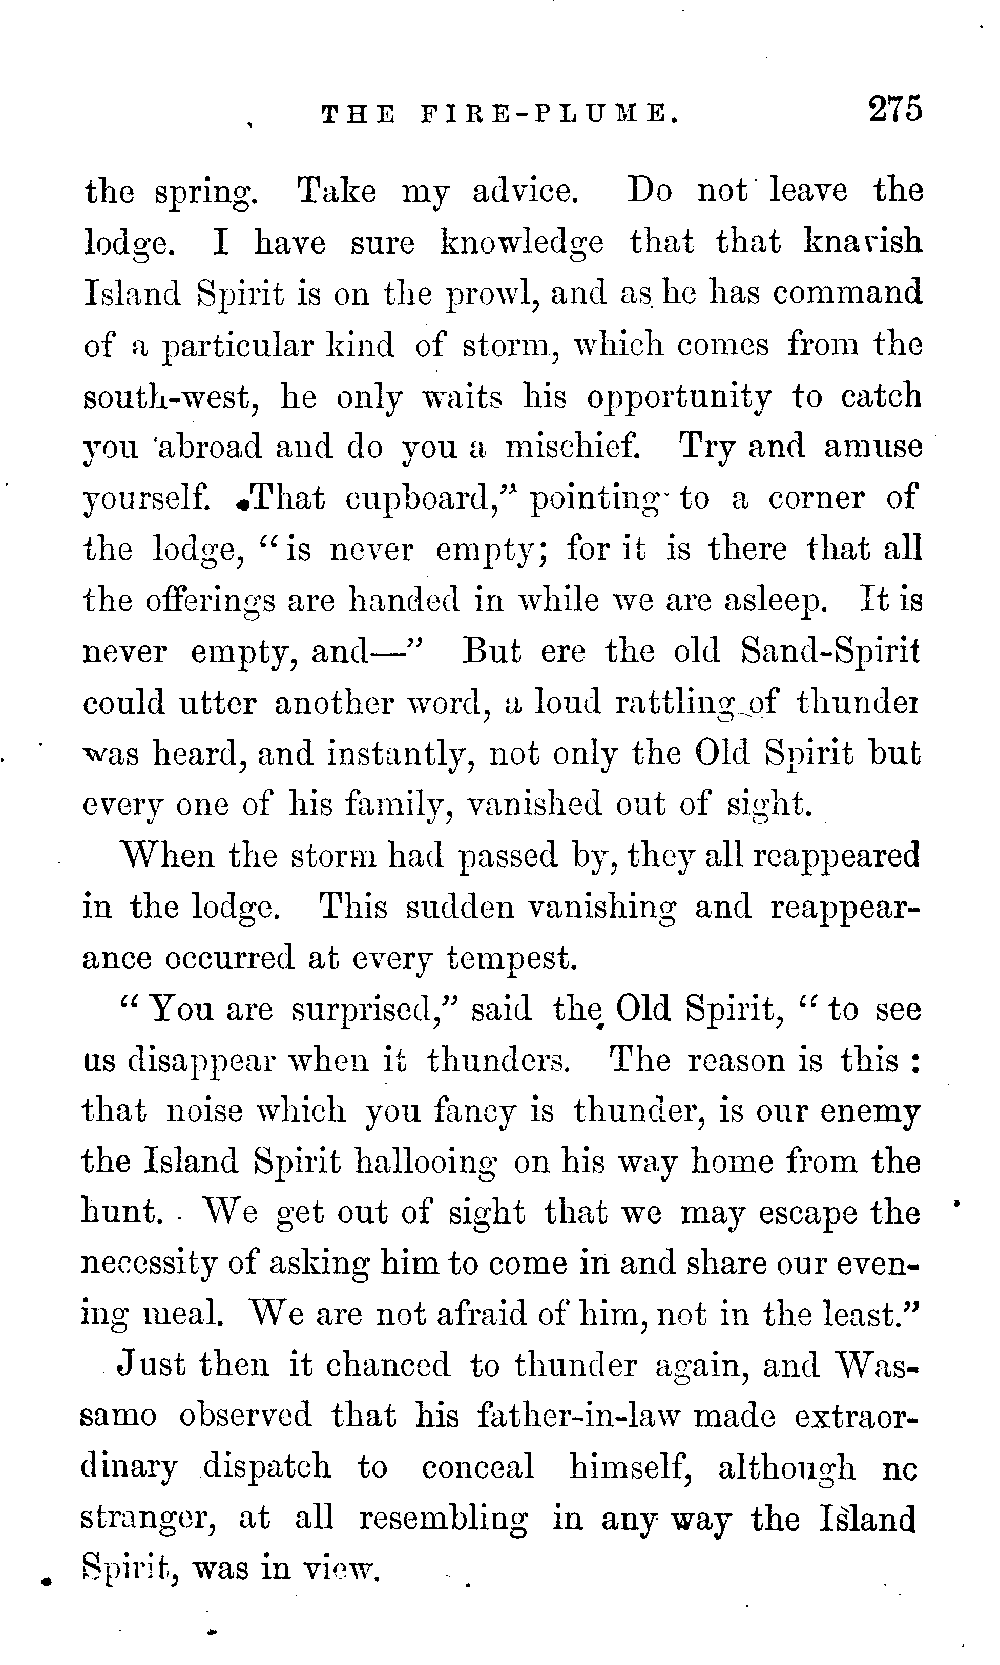 THE FIRE-PLUME. 275
the spring. Take my advice. Do not leave the
lodge. I have sure knowledge that that knavish
Island Spirit is on the prowl, and as he has command
of a particular kind of storm, which comes from the
south-west, he only waits his opportunity to catch
you abroad and do you a mischief. Try and amuse
yourself. That cupboard," pointing to a corner of
the lodge, "is never empty; for it is there that all
the offerings are handed in while we are asleep. It is
never empty, and—" But ere the old Sand-Spirit
could utter another word, a loud rattling of thunder
was heard, and instantly, not only the Old Spirit but
every one of his family, vanished out of sight.
When the storm had passed by, they all reappeared
in the lodge. This sudden vanishing and reappear-
ance occurred at every tempest.
"You are surprised," said the Old Spirit, "to see
us disappear when it thunders. The reason is this:
that noise which you fancy is thunder, is our enemy
the Island Spirit hallooing on his way home from the
hunt. We get out of sight that we may escape the
necessity of asking him to come in and share our even-
ing meal. We are not afraid of him, not in the least."
Just then it chanced to thunder again, and Was-
samo observed that his father-in-law made extraor-
dinary dispatch to conceal himself, although no
stranger, at all resembling in any way the Island
Spirit, was in view.